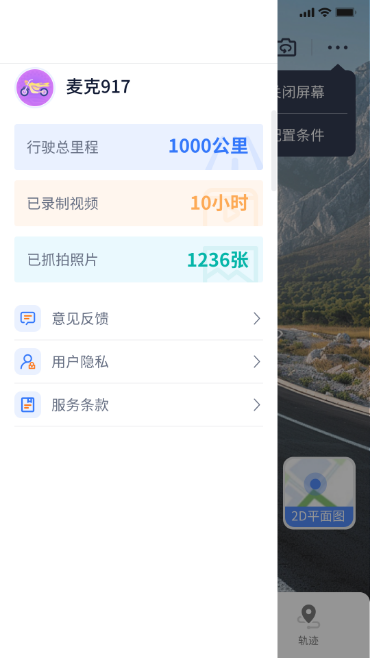 麦克917
关闭屏幕
配置条件
行驶总里程
1000公里
已录制视频
10小时
已抓拍照片
1236张
意见反馈
用户隐私
服务条款
2D平面图
轨迹